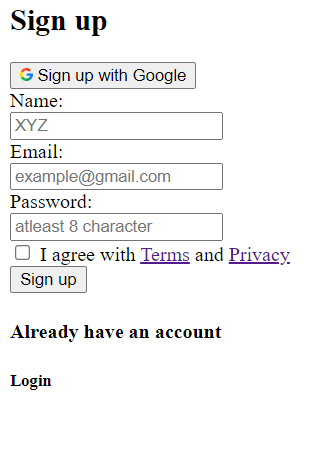 Sign up
Sign up with Google
Name:
XYZ
Email:
example@gmail.com
Password:
atleast 8 character
I agree with Terms and Privacy
Sign up
Already have an account
Login